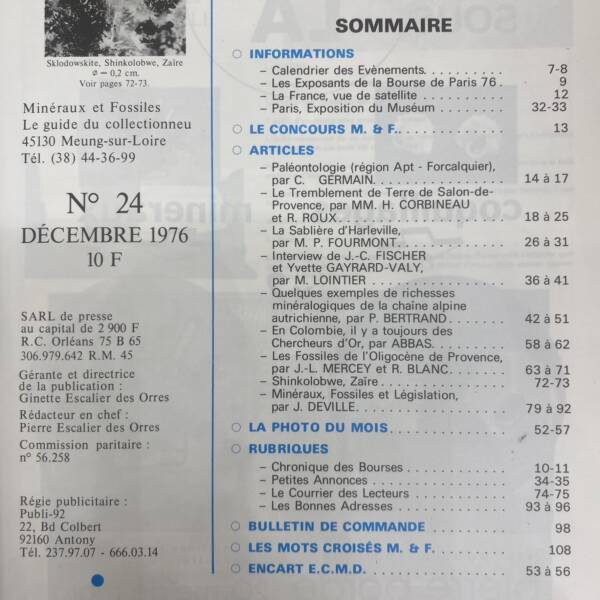 Sklodowskite, Shinkolobwe, Zaïre
ø = 0,2 cm.
Voir pages 72-73.
Minéraux et Fossiles
Le guide du collectionneu
45130 Meung-sur-Loire
Tél. (38) 44-36-99
N° 24
DÉCEMBRE 1976
10 F
SARL de presse
au capital de 2 900 F
R.C. Orléans 75 B 65
306.979.642 R.M. 45
Gérante et directrice
de la publication :
Ginette Escalier des Orres
Rédacteur en chef :
Pierre Escalier des Orres
Commission paritaire :
n° 56.258
Régie publicitaire :
Publi-92
22, Bd Colbert
92160 Antony
Tél. 237.97.07 - 666.03.14
SOMMAIRE
INFORMATIONS
– Calendrier des Evènements. . . . . . . . . . 7-8
– Les Exposants de la Bourse de Paris 76 . 9
– La France, vue de satellite . . . . . . . . . . 12
– Paris, Exposition du Muséum . . . . . . . . 32-33
LE CONCOURS M. & F.. . . . . . . . . . . . . 13
ARTICLES
– Paléontologie (région Apt - Forcalquier),
par C. GERMAIN. . . . . . . . . . . . . . . . 14 à 17
– Le Tremblement de Terre de Salon-de-
Provence, par MM. H. CORBINEAU
et R. ROUX. . . . . . . . . . . . . . . . . . . 18 à 25
– La Sablière d'Harleville,
par M. P. FOURMONT. . . . . . . . . . . . . 26 à 31
– Interview de J.-C. FISCHER
et Yvette GAYRARD-VALY,
par M. LOINTIER . . . . . . . . . . . . . . . 36 à 41
– Quelques exemples de richesses
minéralogiques de la chaîne alpine
autrichienne, par P. BERTRAND. . . . . . . 42 à 51
– En Colombie, il y a toujours des
Chercheurs d'Or, par ABBAS. . . . . . . . . 58 à 62
– Les Fossiles de l'Oligocène de Provence,
par J.-L. MERCEY et R. BLANC. . . . . . . 63 à 71
– Shinkolobwe, Zaïre . . . . . . . . . . . . . . 72-73
– Minéraux, Fossiles et Législation,
par J. DEVILLE. . . . . . . . . . . . . . . . . 79 à 92
LA PHOTO DU MOIS. . . . . . . . . . . . . . 52-57
RUBRIQUES
– Chronique des Bourses . . . . . . . . . . . . 10-11
– Petites Annonces . . . . . . . . . . . . . . . 34-35
– Le Courrier des Lecteurs . . . . . . . . . . . 74-75
– Les Bonnes Adresses . . . . . . . . . . . . . 93 à 96
BULLETIN DE COMMANDE . . . . . . . . . . 98
LES MOTS CROISÉS M. & F. . . . . . . . . . 108
ENCART E.C.M.D. . . . . . . . . . . . . . . . 53 à 56